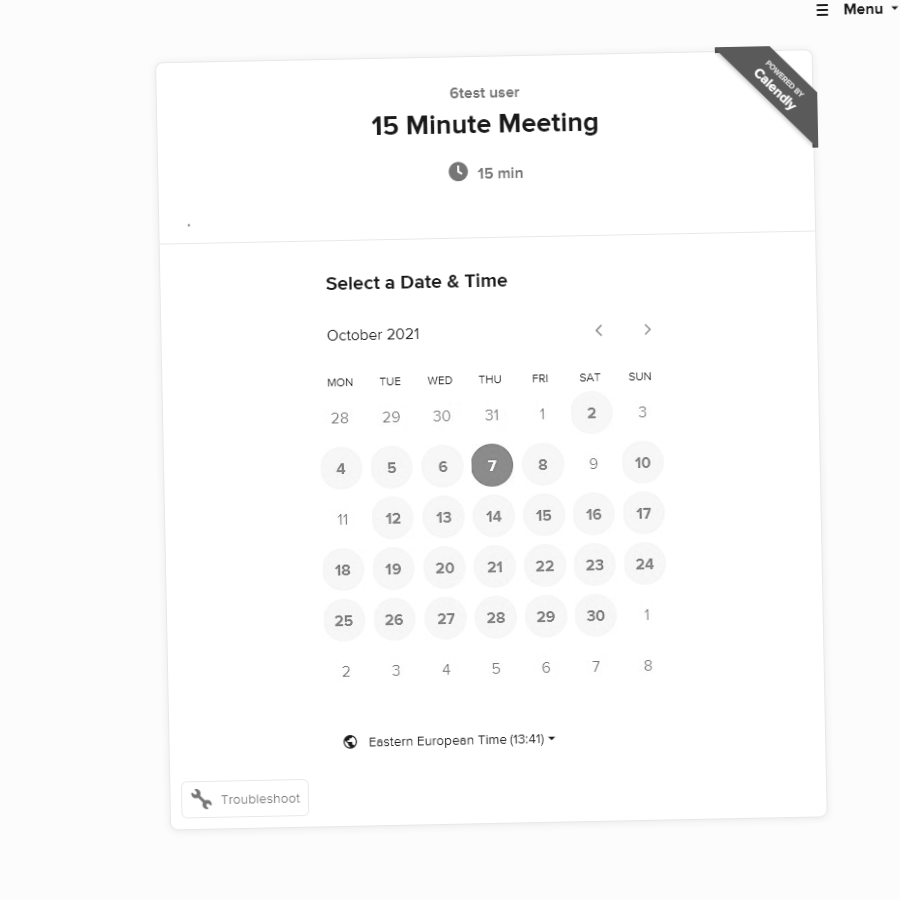 Menu
POWERED BY
Calendly
6test user
15 Minute Meeting
15 min
Select a Date & Time
October 2021
MON TUE WED THU FRI SAT SUN
28 29 30 31 1 2 3
4 5 6 7 8 9 10
11 12 13 14 15 16 17
18 19 20 21 22 23 24
25 26 27 28 29 30 1
2 3 4 5 6 7 8
Eastern European Time (13:41)
Troubleshoot